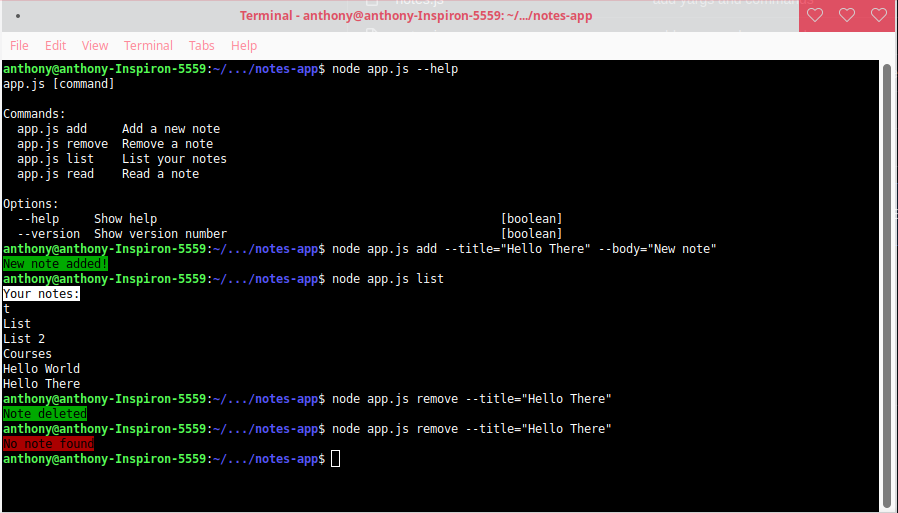 notes.js
add yargs and commands
Terminal - anthony@anthony-Inspiron-5559: ~/.../notes-app
File Edit View Terminal Tabs Help
anthony@anthony-Inspiron-5559:~/.../notes-app$ node app.js --help
app.js [command]
Commands:
app.js add Add a new note
app.js remove Remove a note
app.js list List your notes
app.js read Read a note
Options:
--help Show help [boolean]
--version Show version number [boolean]
anthony@anthony-Inspiron-5559:~/.../notes-app$ node app.js add --title="Hello There" --body="New note"
New note added!
anthony@anthony-Inspiron-5559:~/.../notes-app$ node app.js list
Your notes:
t
List
List 2
Courses
Hello World
Hello There
anthony@anthony-Inspiron-5559:~/.../notes-app$ node app.js remove --title="Hello There"
Note deleted
anthony@anthony-Inspiron-5559:~/.../notes-app$ node app.js remove --title="Hello There"
No note found
anthony@anthony-Inspiron-5559:~/.../notes-app$